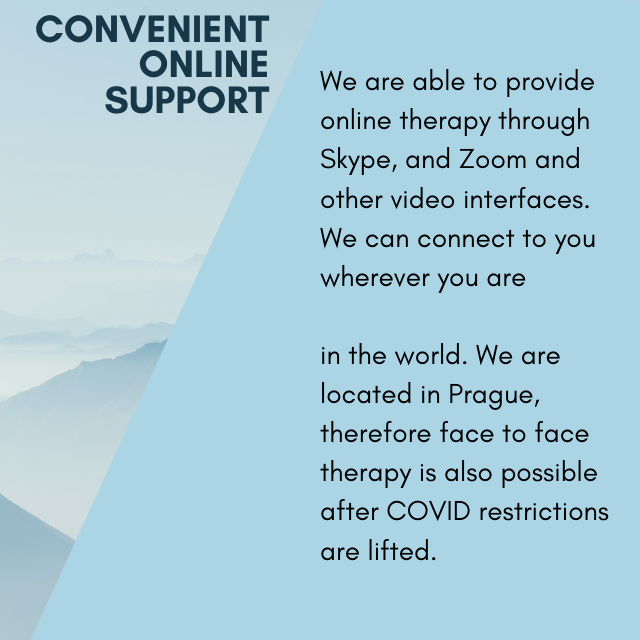 CONVENIENT
ONLINE
SUPPORT
We are able to provide
online therapy through
Skype, and Zoom and
other video interfaces.
We can connect to you
wherever you are
in the world. We are
located in Prague,
therefore face to face
therapy is also possible
after COVID restrictions
are lifted.